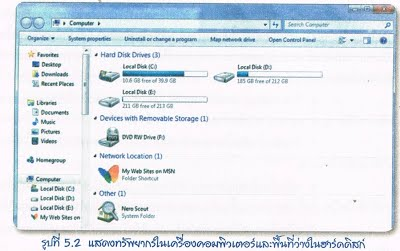 Computer
Search Computer
Organize System properties Uninstall or change a program Map network drive Open Control Panel
Favorites
Desktop
Downloads
Recent Places
Libraries
Documents
Music
Pictures
Videos
Homegroup
Computer
Local Disk (C:)
Local Disk (D:)
Local Disk (E:)
My Web Sites on
Hard Disk Drives (3)
Local Disk (C:)
10.6 GB free of 39.9 GB
Local Disk (D:)
185 GB free of 212 GB
Local Disk (E:)
211 GB free of 213 GB
Devices with Removable Storage (1)
DVD RW Drive (F:)
Network Location (1)
My Web Sites on MSN
Folder Shortcut
Other (1)
Nero Scout
System Folder
รูปที่ 5.2 แสดงทรัพยากรในเครื่องคอมพิวเตอร์และพื้นที่ว่างในฮาร์ดดิสก์